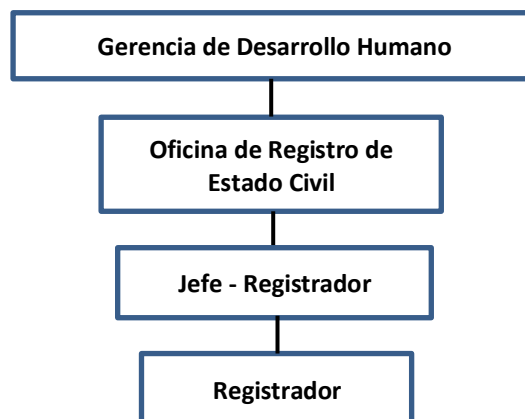 Gerencia de Desarrollo Humano
Oficina de Registro de
Estado Civil
Jefe - Registrador
Registrador